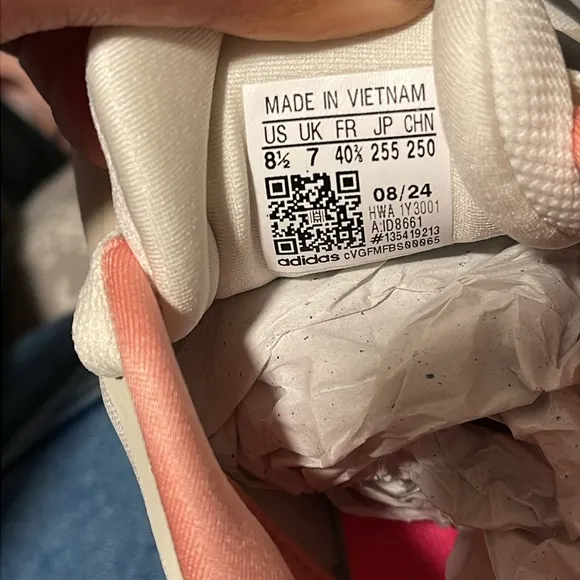 MADE IN VIETNAM
US UK FR JP CHN
8½ 7 40⅔ 255 250
08/24
HWA 1Y3001
A:ID8661
#135419213
adidas cVGFMFBS00065